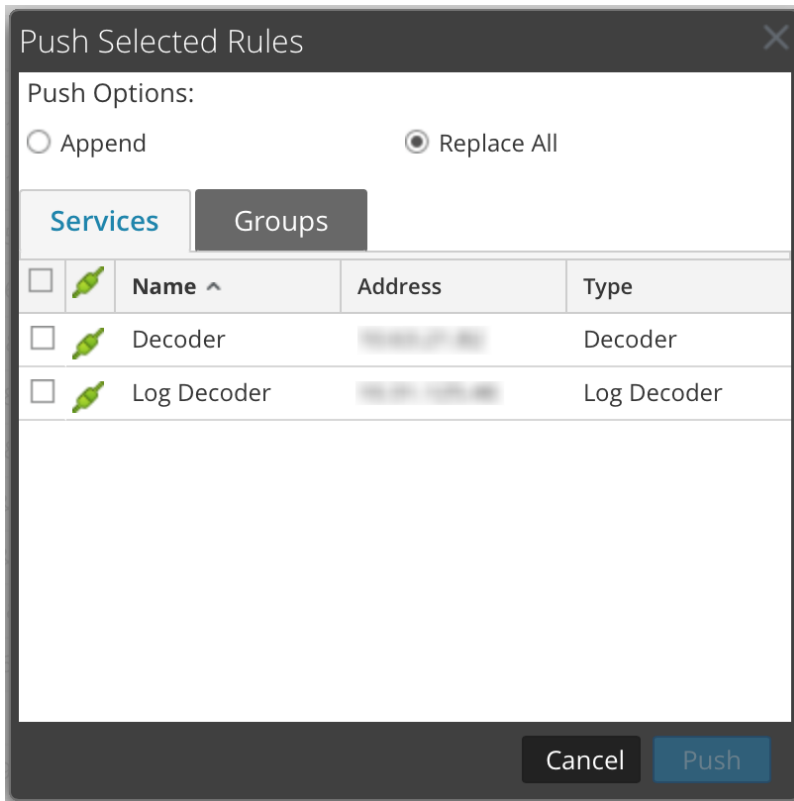 Push Selected Rules
Push Options:
Append Replace All
Services Groups
Name Address Type
Decoder Decoder
Log Decoder Log Decoder
Cancel Push